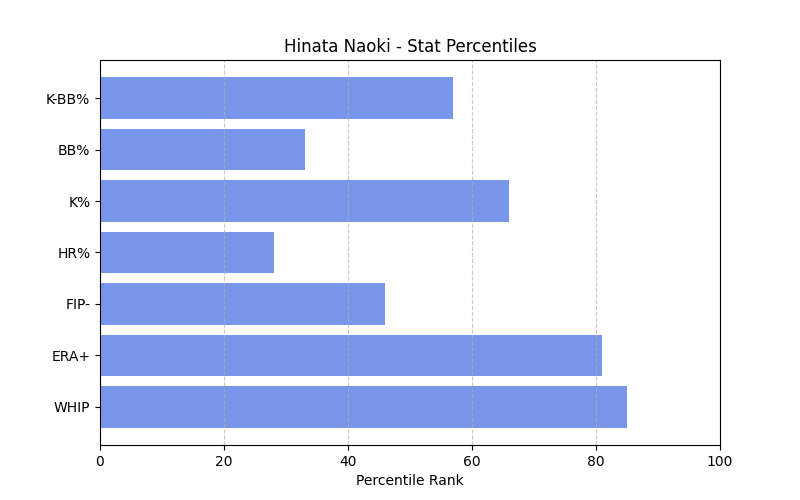 Hinata Naoki - Stat Percentiles
K-BB%
BB%
K%
HR%
FIP-
ERA+
WHIP
0 20 40 60 80 100
Percentile Rank